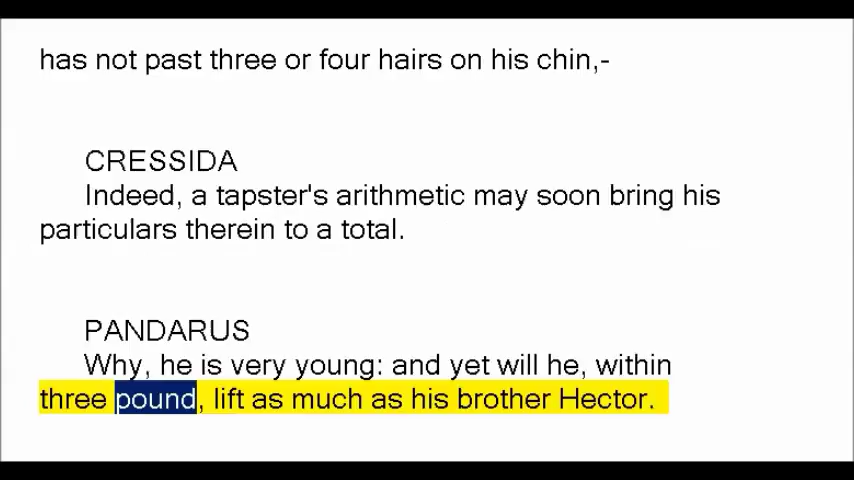 has not past three or four hairs on his chin,-
CRESSIDA
Indeed, a tapster's arithmetic may soon bring his
particulars therein to a total.
PANDARUS
Why, he is very young: and yet will he, within
three pound, lift as much as his brother Hector.